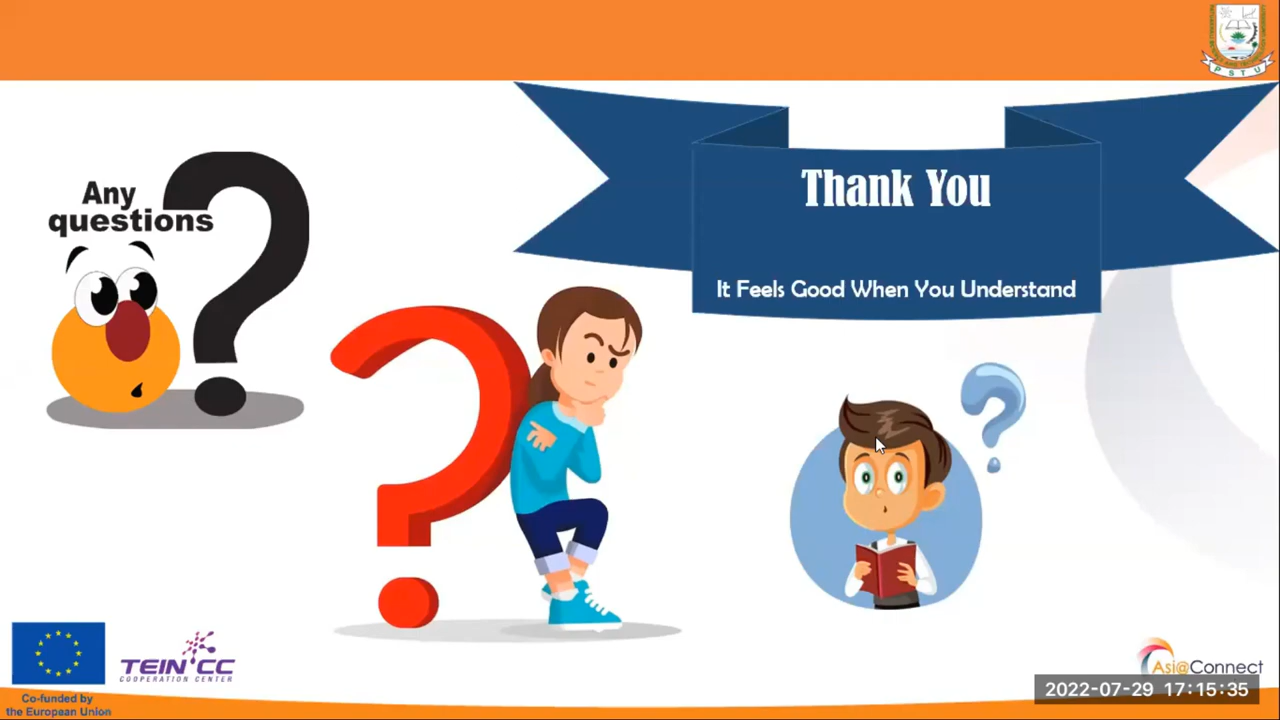 P S T U
Any
questions
Thank You
It Feels Good When You Understand
TEIN*CC
COOPERATION CENTER
Co-funded by
the European Union
Asi@Connect
2022-07-29 17:15:35